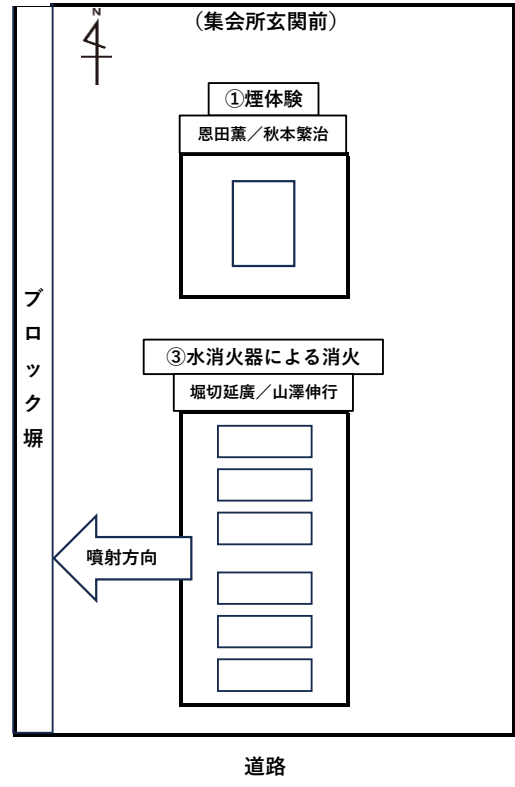 （集会所玄関前）
N
①煙体験
恩田薫／秋本繁治
ブロック塀
③水消火器による消火
堀切延廣／山澤伸行
噴射方向
道路